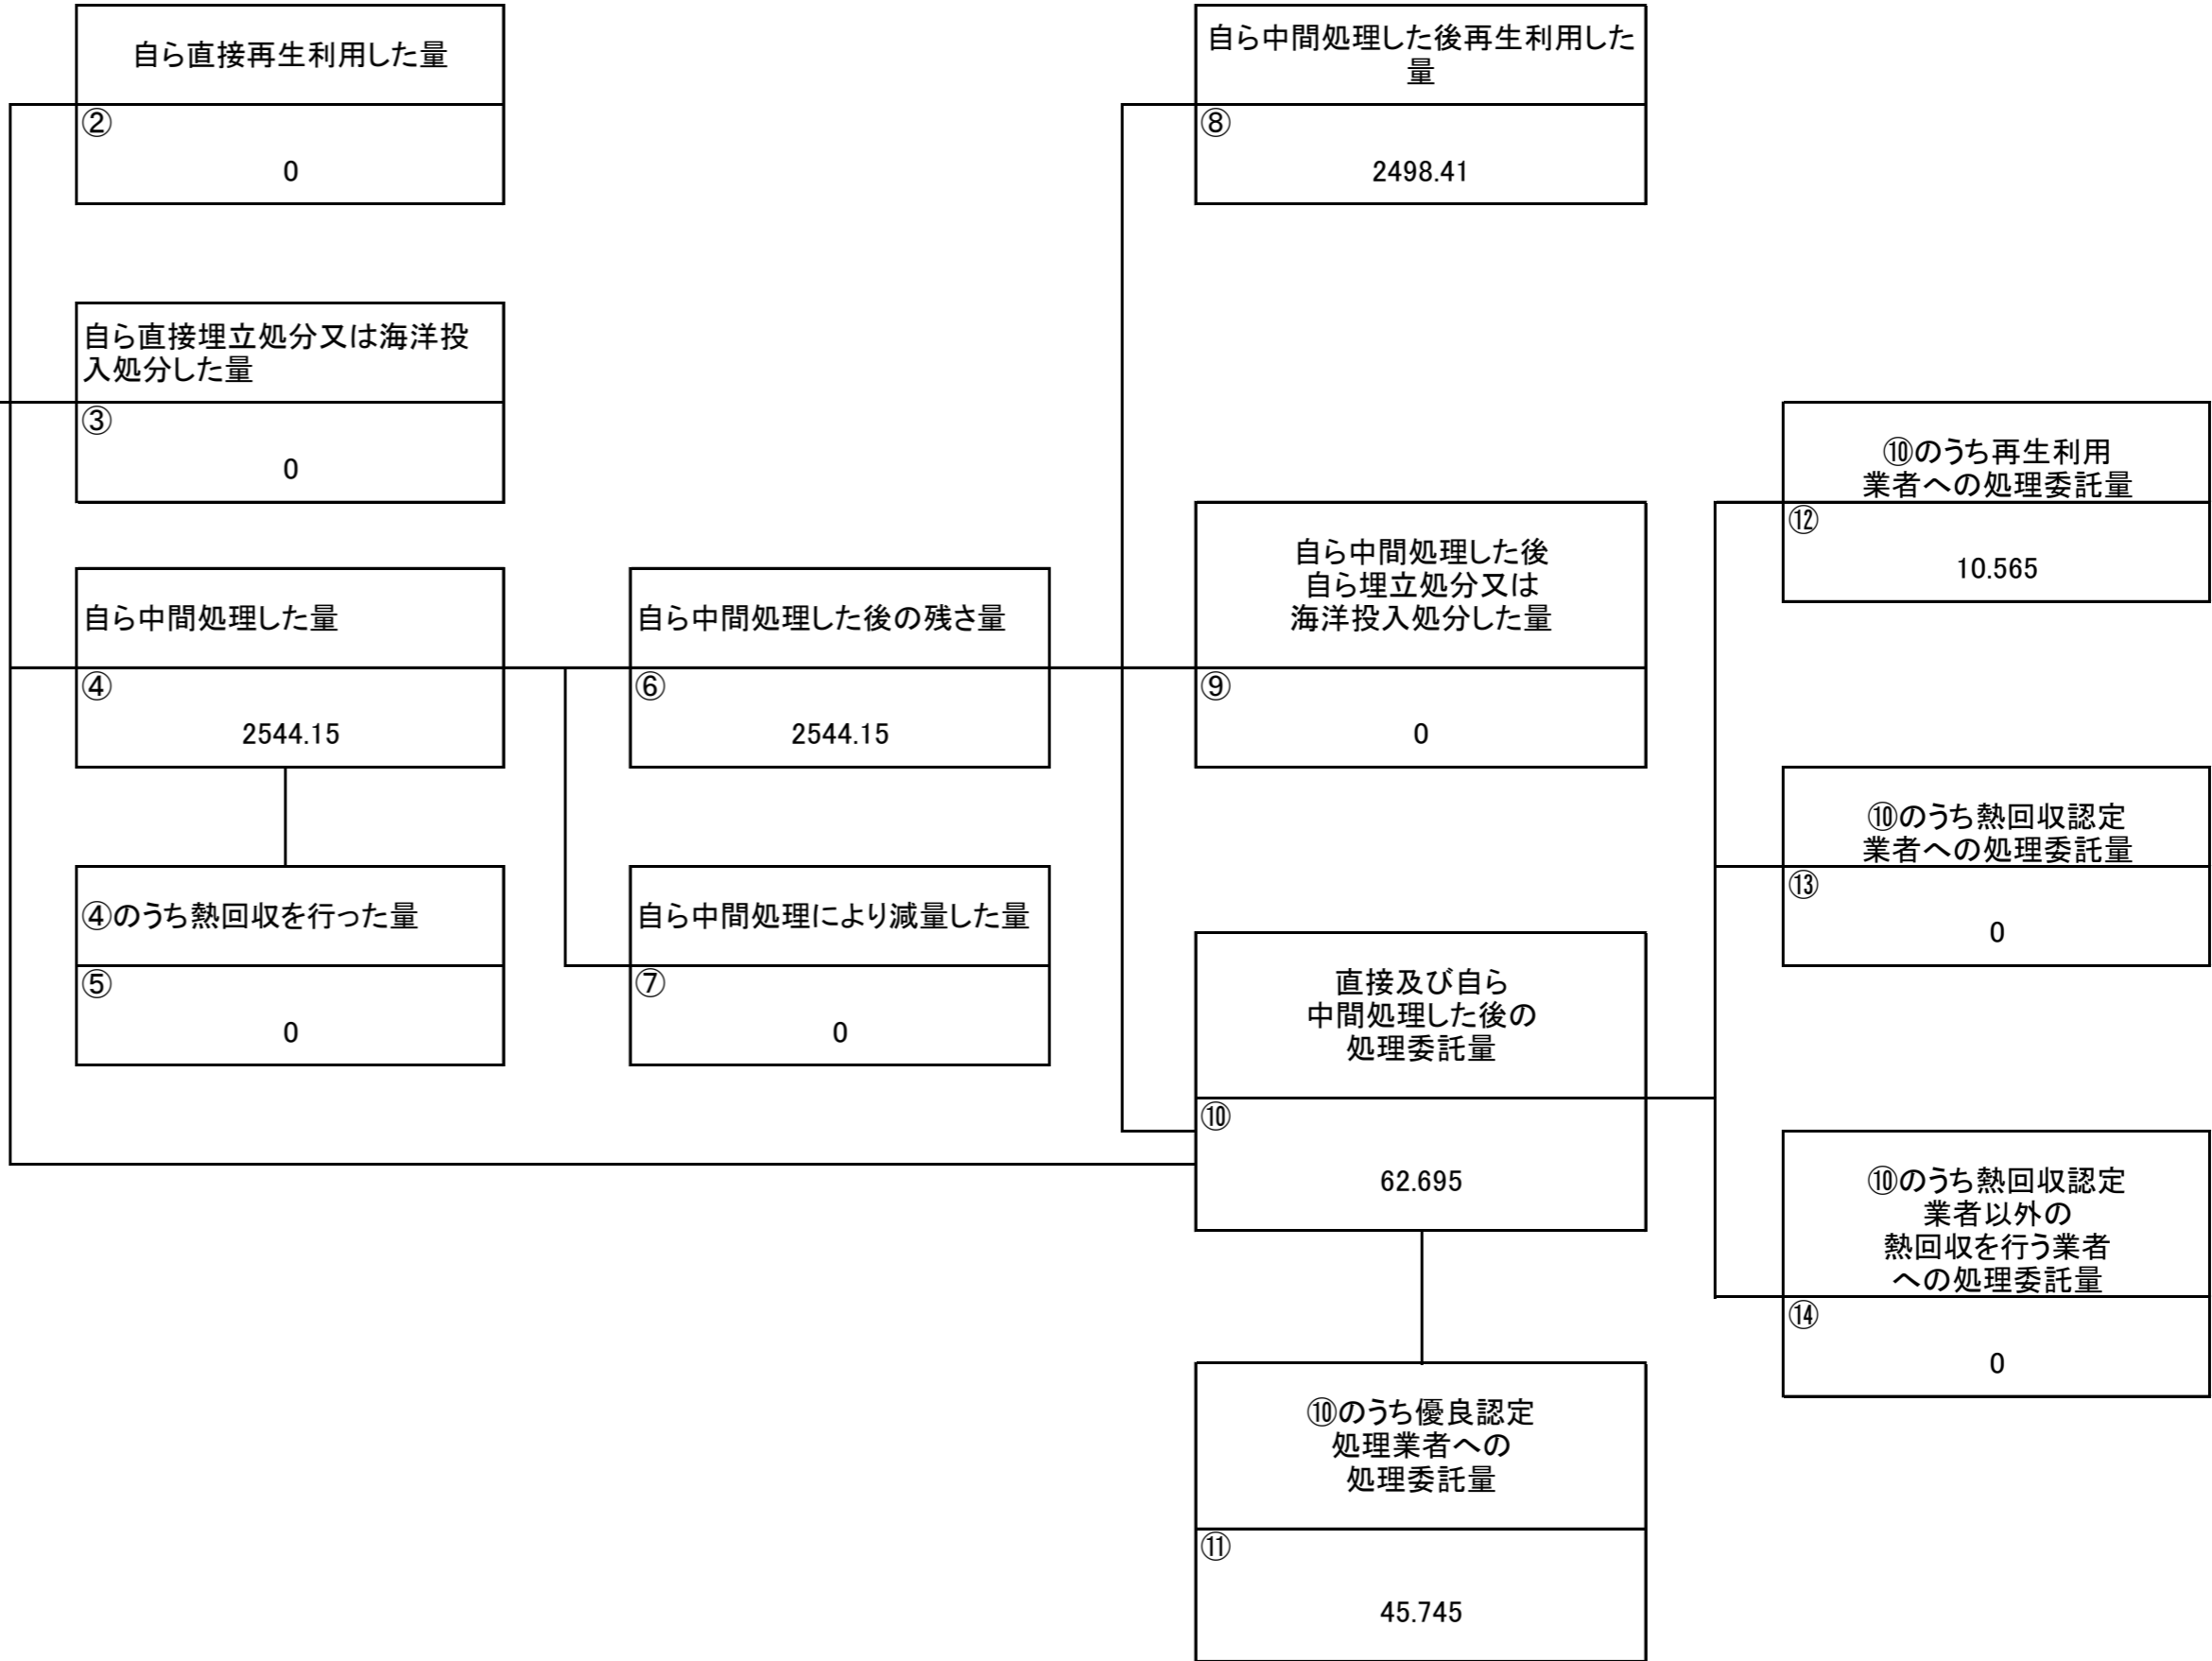 自ら直接再生利用した量
②
0
自ら直接埋立処分又は海洋投
入処分した量
③
0
自ら中間処理した量
④
2544.15
④のうち熱回収を行った量
⑤
0
自ら中間処理した後の残さ量
⑥
2544.15
自ら中間処理により減量した量
⑦
0
自ら中間処理した後再生利用した
量
⑧
2498.41
自ら中間処理した後
自ら埋立処分又は
海洋投入処分した量
⑨
0
直接及び自ら
中間処理した後の
処理委託量
⑩
62.695
⑩のうち優良認定
処理業者への
処理委託量
⑪
45.745
⑩のうち再生利用
業者への処理委託量
⑫
10.565
⑩のうち熱回収認定
業者への処理委託量
⑬
0
⑩のうち熱回収認定
業者以外の
熱回収を行う業者
への処理委託量
⑭
0